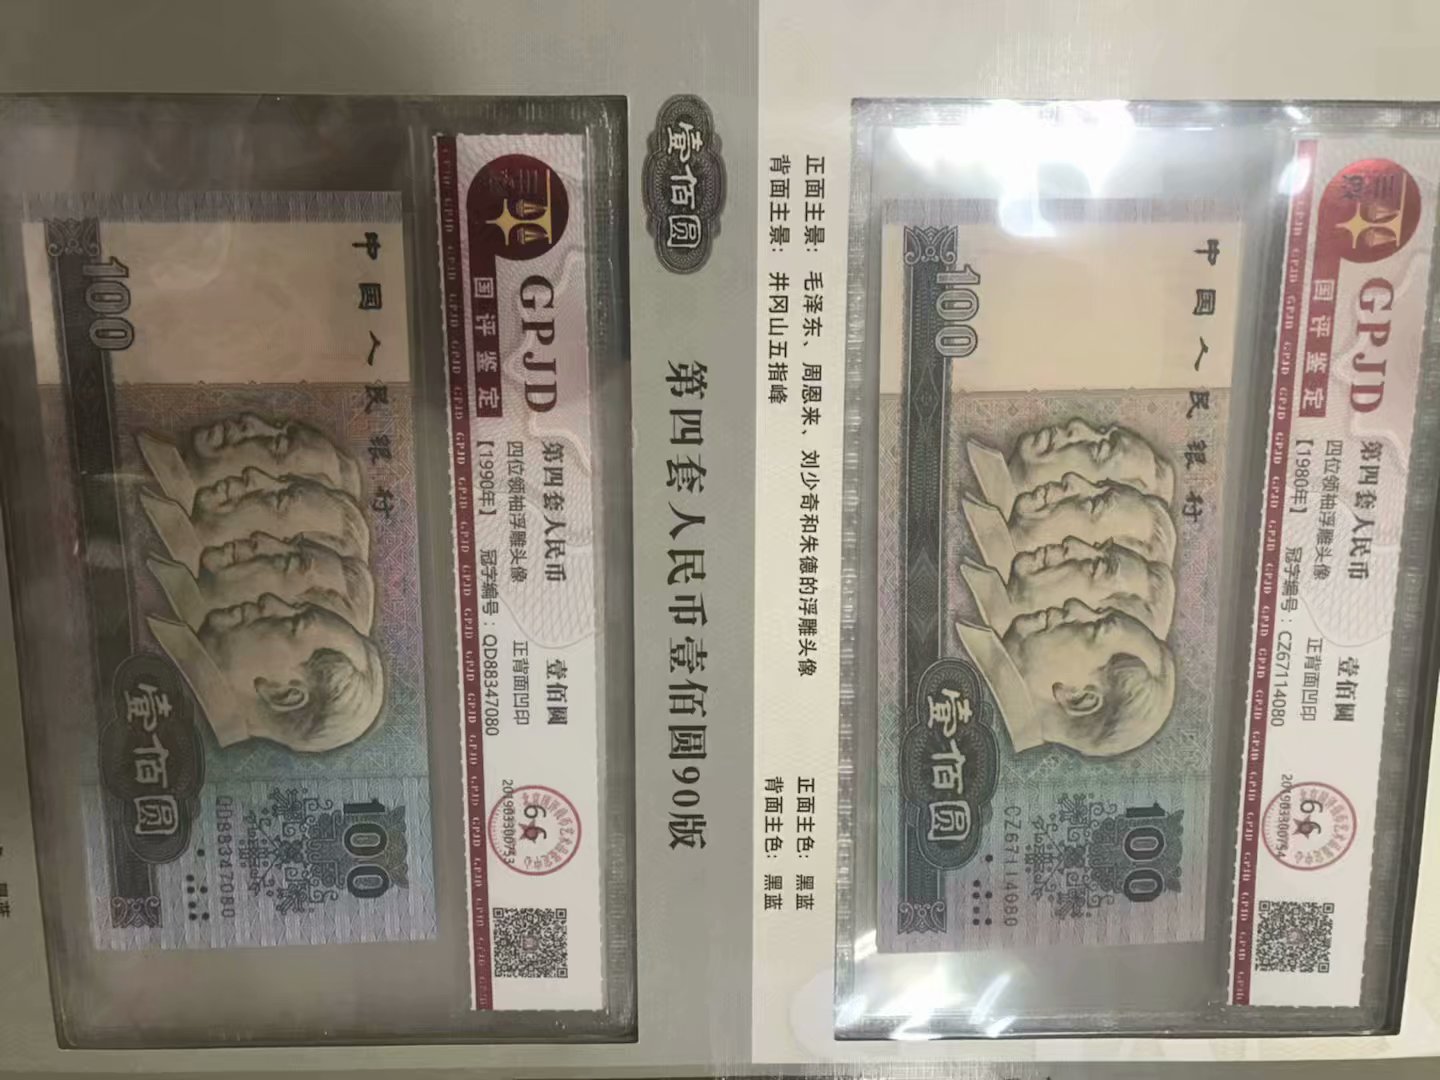 壹佰圆
第四套人民币壹佰圆90版
正面主景：毛泽东、周恩来、刘少奇和朱德的浮雕头像
背面主景：井冈山五指峰
正面主色：黑蓝
背面主色：黑蓝
GPJD
国评鉴定
第四套人民币 壹佰圆
四位领袖浮雕头像 正背面凹印
【1990年】 冠字编号：QD88347080
66
201903300753
中国人民银行
100
壹佰圆
100
QD88347080
GPJD
国评鉴定
第四套人民币 壹佰圆
四位领袖浮雕头像 正背面凹印
【1980年】 冠字编号：CZ67114080
66
201903300754
中国人民银行
100
壹佰圆
100
CZ67114080